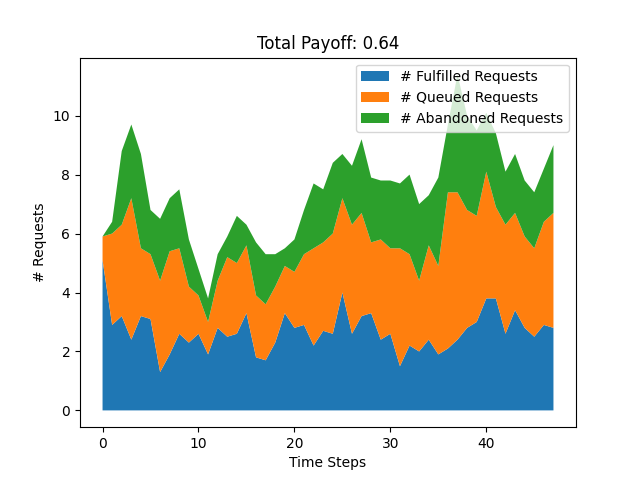 Total Payoff: 0.64
# Fulfilled Requests
# Queued Requests
# Abandoned Requests
# Requests
10
8
6
4
2
0
0
10
20
30
40
Time Steps